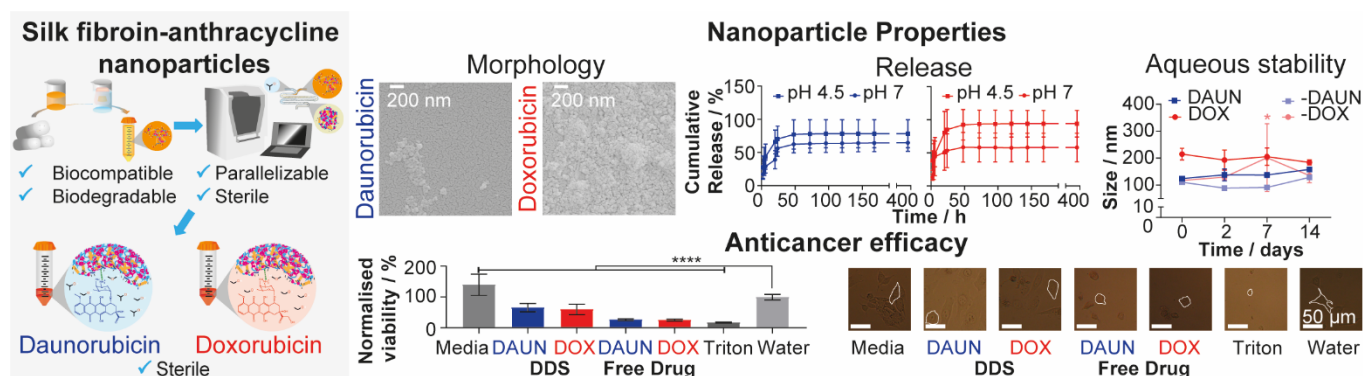 Silk fibroin-anthracycline
nanoparticles
✓ Biocompatible
✓ Biodegradable
✓ Parallelizable
✓ Sterile
Daunorubicin
Doxorubicin
✓ Sterile
Nanoparticle Properties
Morphology
Daunorubicin
200 nm
Doxorubicin
200 nm
Release
Cumulative
Release / %
150
100
50
0
pH 4.5
pH 7
0 50 100 150 400
pH 4.5
pH 7
0 50 100 150 400
Time / h
Aqueous stability
DAUN
DOX
-DAUN
-DOX
Size / nm
400
300
200
100
10
0
*
0 2 7 14
Time / days
Anticancer efficacy
Normalised
viability / %
200
100
0
****
Media DAUN DOX DAUN DOX Triton Water
DDS Free Drug
50 µm
Media DAUN DOX DAUN DOX Triton Water
DDS Free Drug